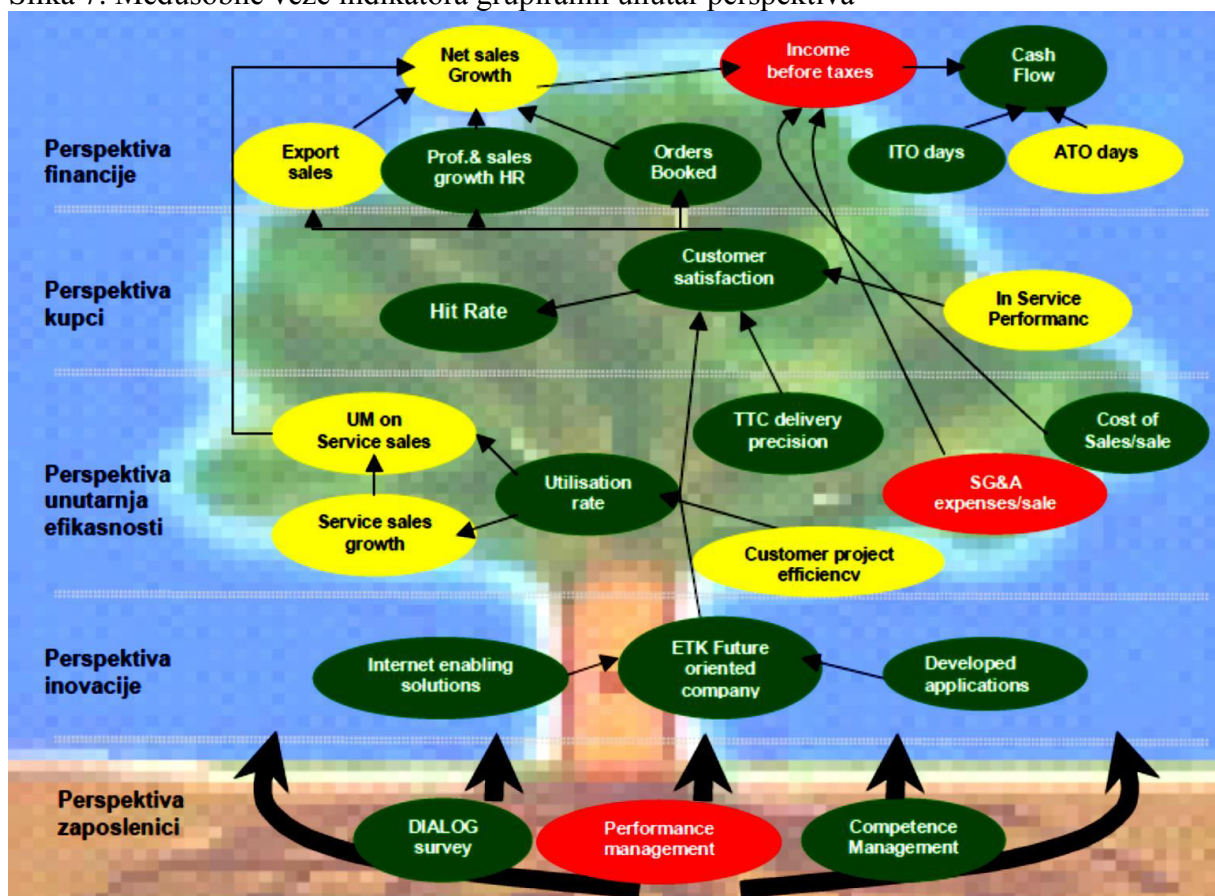 Slika 7. Međusobne veze indikatora grupiranih unutar perspektiva
Net sales
Growth
Income
before taxes
Cash
Flow
Perspektiva
financije
Export
sales
Prof.& sales
growth HR
Orders
Booked
ITO days
ATO days
Perspektiva
kupci
Customer
satisfaction
Hit Rate
In Service
Performanc
Perspektiva
unutarnja
efikasnosti
UM on
Service sales
TTC delivery
precision
Cost of
Sales/sale
Utilisation
rate
SG&A
expenses/sale
Service sales
growth
Customer project
efficiency
Perspektiva
inovacije
Internet enabling
solutions
ETK Future
oriented
company
Developed
applications
Perspektiva
zaposlenici
DIALOG
survey
Performance
management
Competence
Management